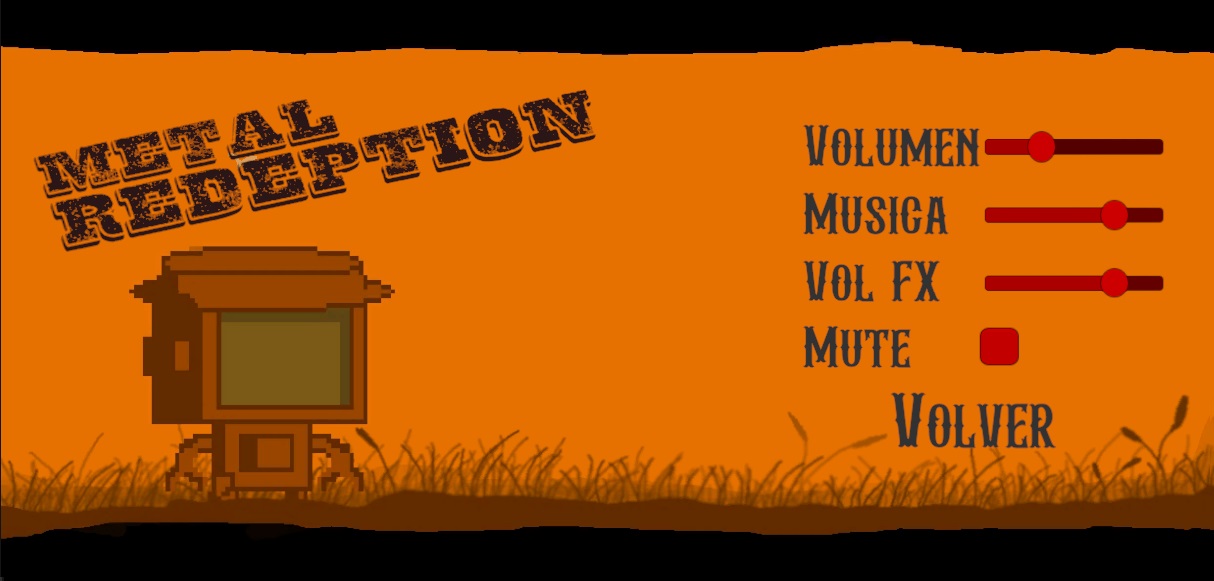 METAL
REDEPTION
VOLUMEN
MUSICA
VOL FX
MUTE
VOLVER